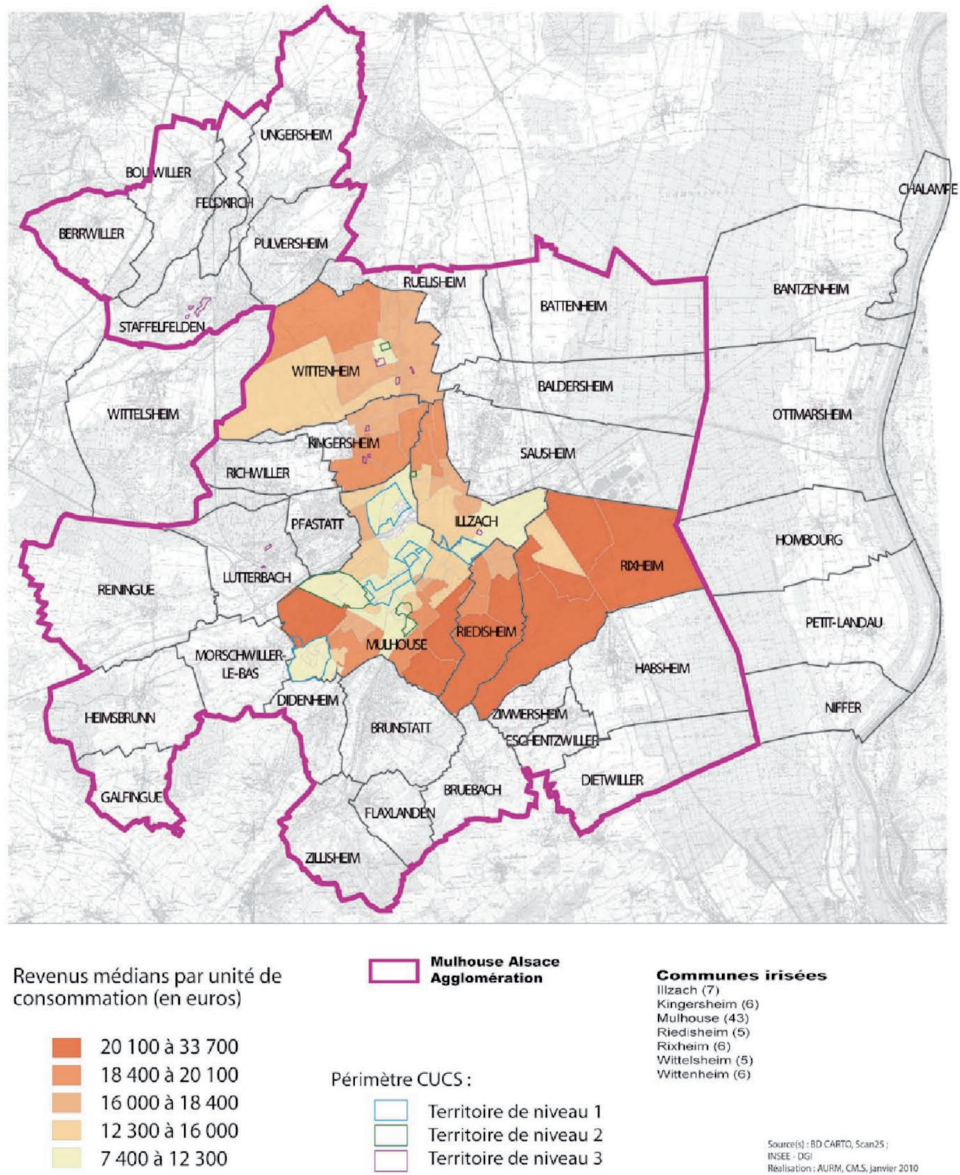 UNGERSHEIM
BOLLWILLER
FELDKIRCH
CHALAMPE
BERRWILLER
PULVERSHEIM
RUELISHEIM
BATTENHEIM
BANTZENHEIM
STAFFELFELDEN
WITTENHEIM
BALDERSHEIM
WITTELSHEIM
OTTMARSHEIM
KINGERSHEIM
SAUSHEIM
RICHWILLER
PFASTATT
ILLZACH
HOMBOURG
REININGUE
LUTTERBACH
RIXHEIM
PETIT-LANDAU
MULHOUSE
RIEDISHEIM
MORSCHWILLER-
LE-BAS
HABSHEIM
DIDENHEIM
NIFFER
HEIMSBRUNN
BRUNSTATT
ZIMMERSHEIM
ESCHENTZWILLER
GALFINGUE
BRUEBACH
DIETWILLER
FLAXLANDEN
ZILLISHEIM
Revenus médians par unité de
consommation (en euros)
20 100 à 33 700
18 400 à 20 100
16 000 à 18 400
12 300 à 16 000
7 400 à 12 300
Mulhouse Alsace
Agglomération
Périmètre CUCS :
Territoire de niveau 1
Territoire de niveau 2
Territoire de niveau 3
Communes irisées
Illzach (7)
Kingersheim (6)
Mulhouse (43)
Riedisheim (5)
Rixheim (6)
Wittelsheim (5)
Wittenheim (6)
Source(s) : BD CARTO, Scan25 ;
INSEE - DGI
Réalisation : AURM, CM.S, janvier 2010